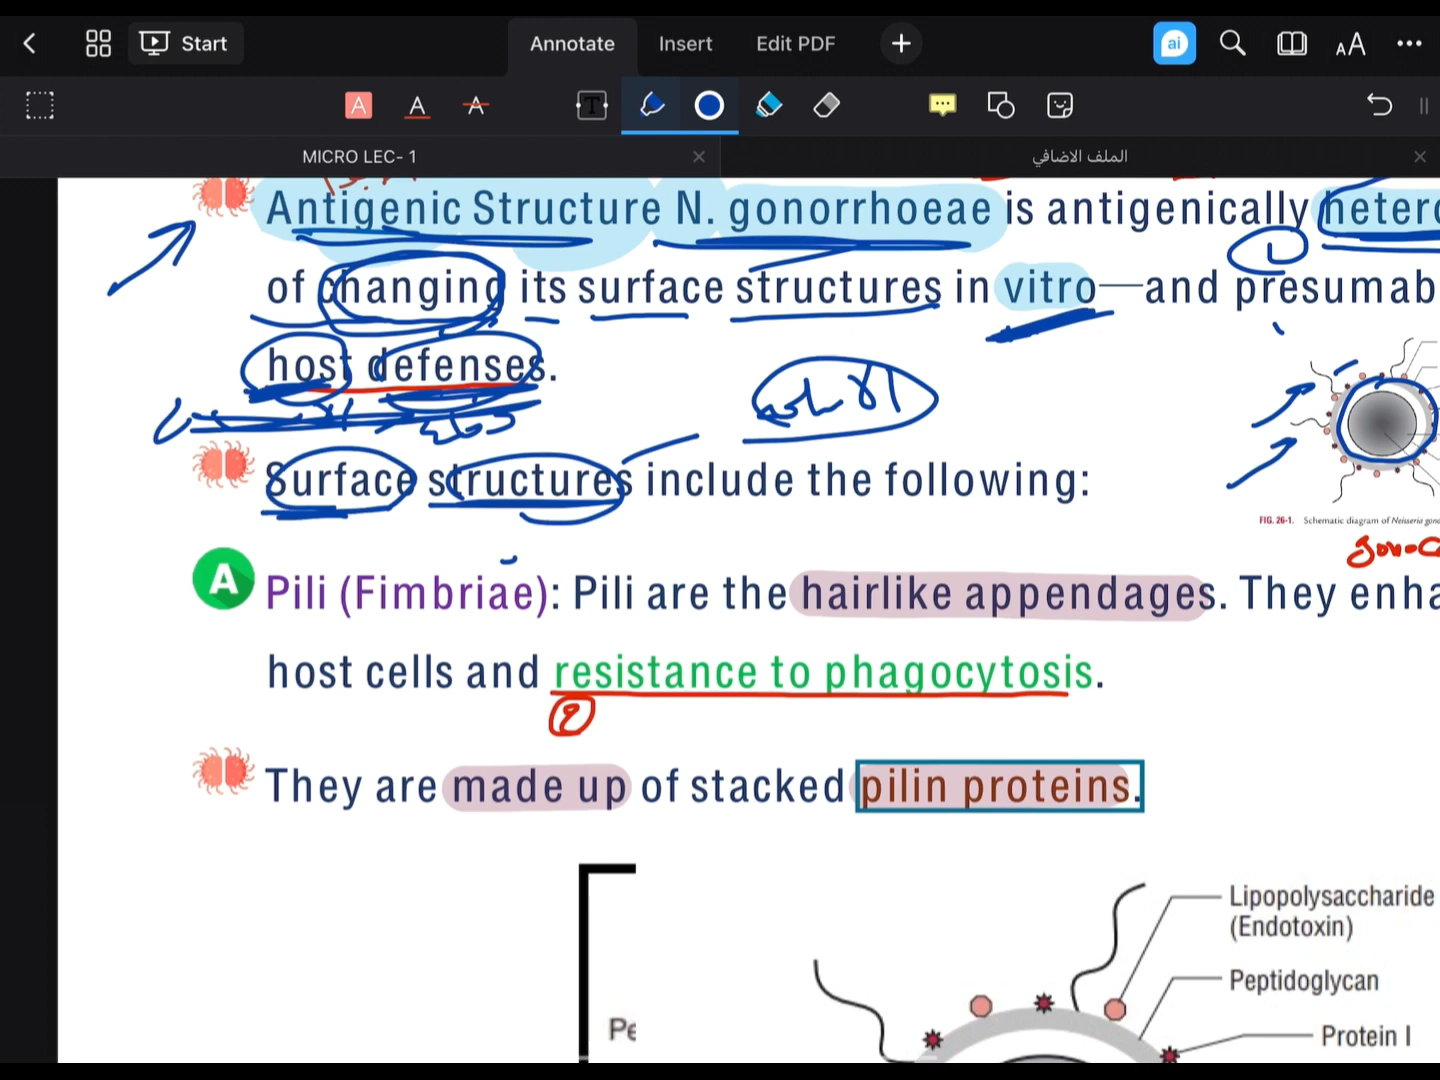 Start
Annotate
Insert
Edit PDF
ai
AA
A A A T
MICRO LEC- 1
الملف الاضافي
Antigenic Structure N. gonorrhoeae is antigenically
of changing its surface structures in vitro—and
host defenses.
Surface structures include the following:
FIG. 26-1. Schematic diagram of Neisseria
A Pili (Fimbriae): Pili are the hairlike appendages. They
host cells and resistance to phagocytosis.
2
They are made up of stacked pilin proteins.
Lipopolysaccharide
(Endotoxin)
Peptidoglycan
Protein I